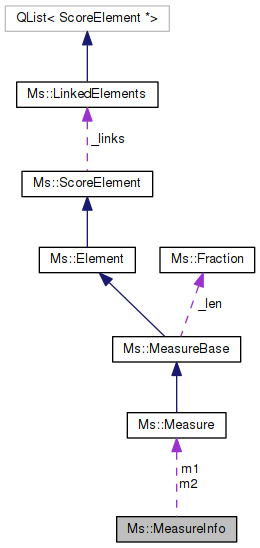 QList< ScoreElement *>
Ms::LinkedElements
_links
Ms::ScoreElement
Ms::Element
Ms::Fraction
_len
Ms::MeasureBase
Ms::Measure
m1
m2
Ms::MeasureInfo